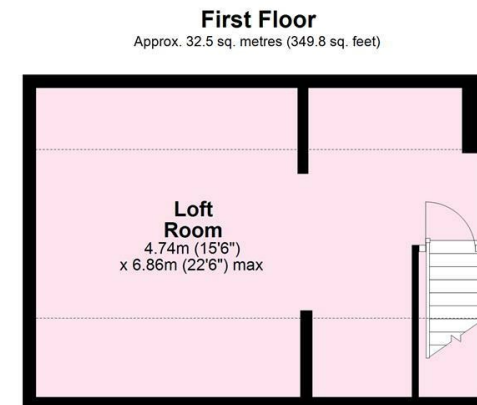 First Floor
Approx. 32.5 sq. metres (349.8 sq. feet)
Loft
Room
4.74m (15'6")
x 6.86m (22'6") max